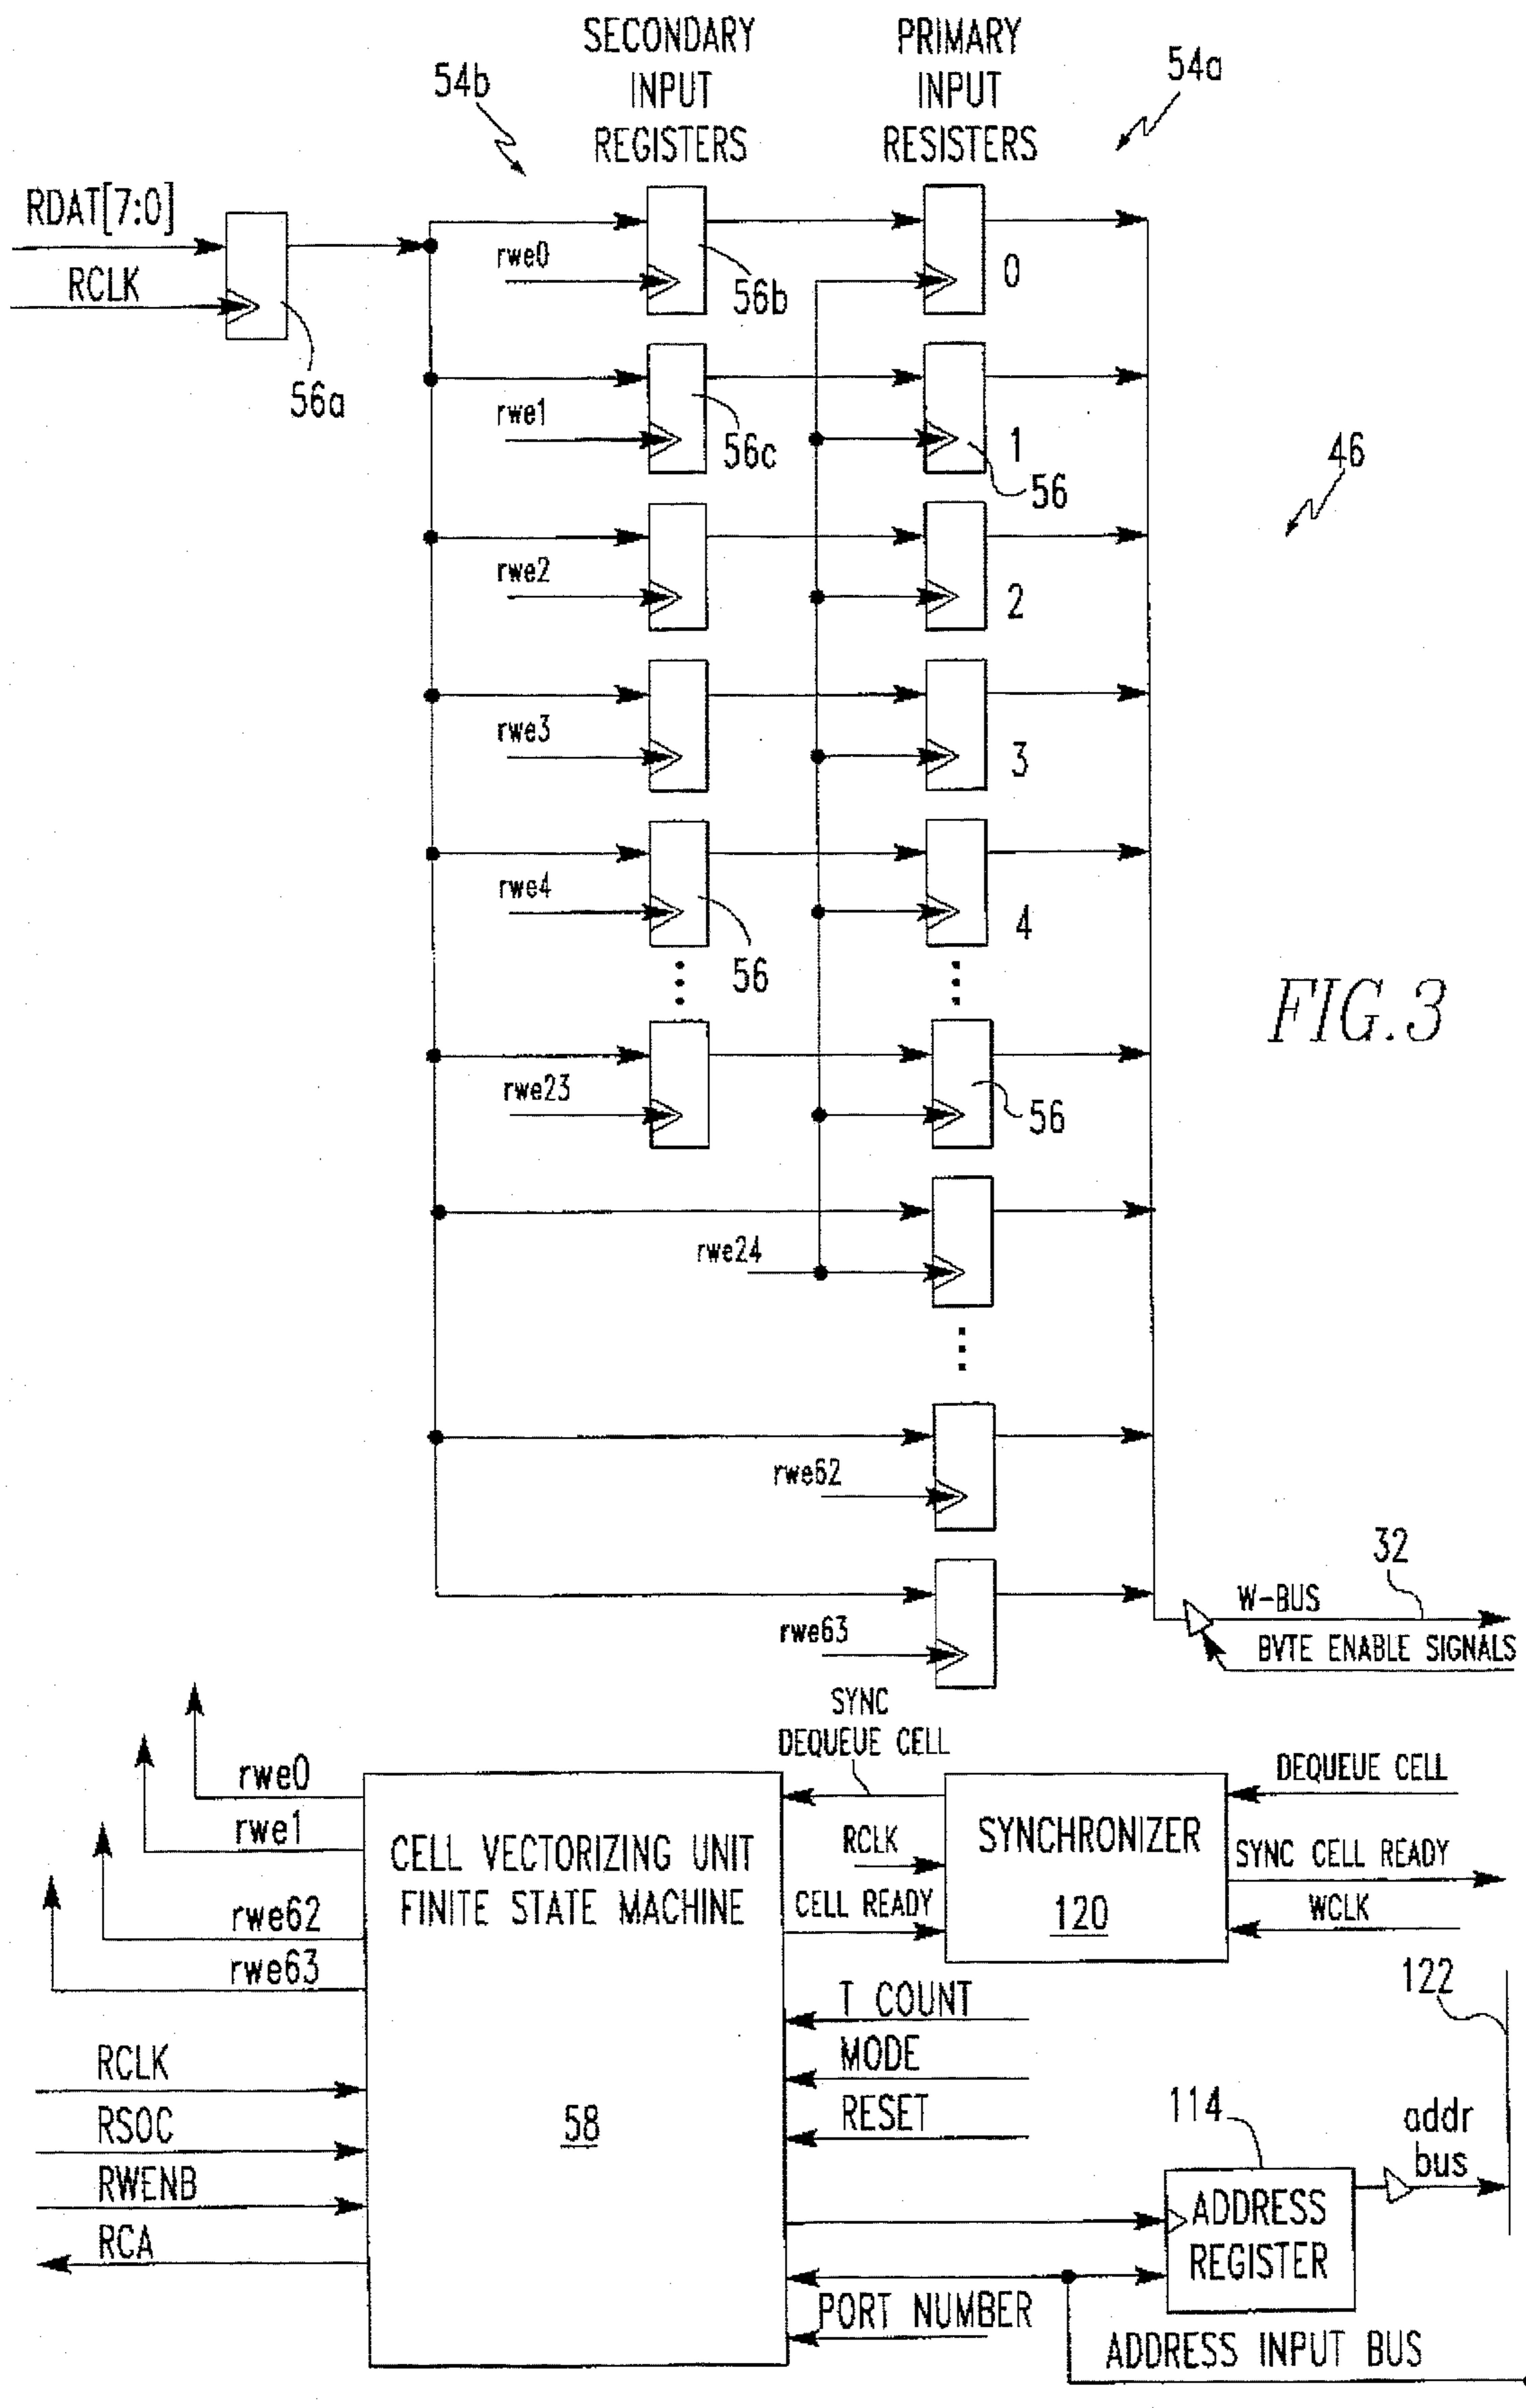 SECONDARY
INPUT
REGISTERS
PRIMARY
INPUT
RESISTERS
54b
54a
RDAT[7:0]
RCLK
56a
rwe0
56b
0
rwe1
56c
1
56
46
rwe2
2
rwe3
3
rwe4
56
4
FIG.3
rwe23
56
rwe24
rwe62
rwe63
32
W-BUS
BVTE ENABLE SIGNALS
SYNC
DEQUEUE CELL
rwe0
rwe1
rwe62
rwe63
CELL VECTORIZING UNIT
FINITE STATE MACHINE
58
RCLK
CELL READY
SYNCHRONIZER
120
DEQUEUE CELL
SYNC CELL READY
WCLK
122
T COUNT
MODE
RESET
RCLK
RSOC
RWENB
RCA
114
addr
bus
ADDRESS
REGISTER
PORT NUMBER
ADDRESS INPUT BUS